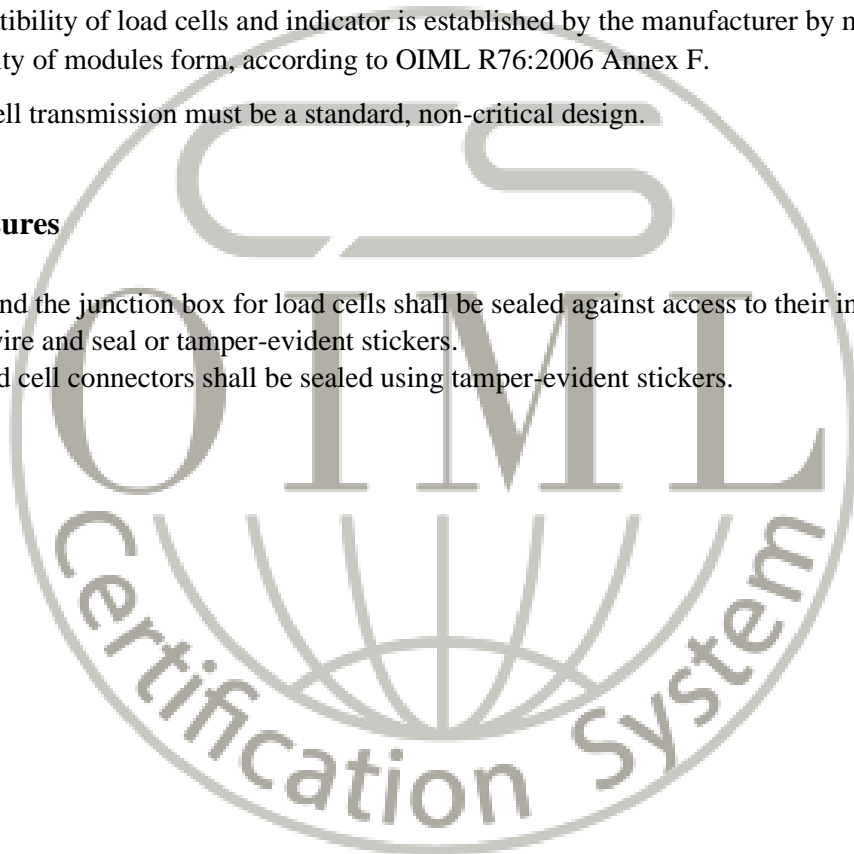 tibility of load cells and indicator is established by the manufacturer by m
ity of modules form, according to OIML R76:2006 Annex F.
ell transmission must be a standard, non-critical design.
ures
nd the junction box for load cells shall be sealed against access to their in
ire and seal or tamper-evident stickers.
d cell connectors shall be sealed using tamper-evident stickers.
CS
OIML
Certification System